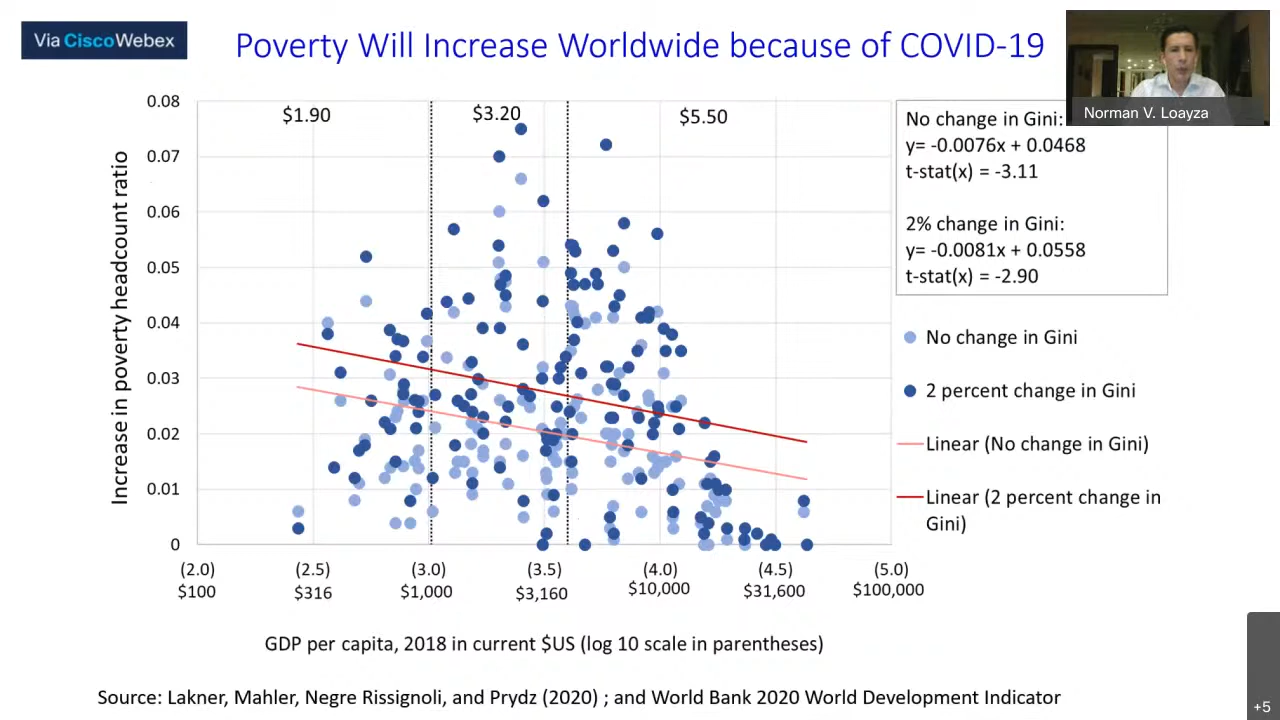 Via CiscoWebex
Poverty Will Increase Worldwide because of COVID-19
Norman V. Loayza
Increase in poverty headcount ratio
0.08
0.07
0.06
0.05
0.04
0.03
0.02
0.01
0
$1.90
$3.20
$5.50
(2.0)
$100
(2.5)
$316
(3.0)
$1,000
(3.5)
$3,160
(4.0)
$10,000
(4.5)
$31,600
(5.0)
$100,000
GDP per capita, 2018 in current $US (log 10 scale in parentheses)
No change in Gini:
y= -0.0076x + 0.0468
t-stat(x) = -3.11
2% change in Gini:
y= -0.0081x + 0.0558
t-stat(x) = -2.90
No change in Gini
2 percent change in Gini
Linear (No change in Gini)
Linear (2 percent change in
Gini)
Source: Lakner, Mahler, Negre Rissignoli, and Prydz (2020) ; and World Bank 2020 World Development Indicator
+5